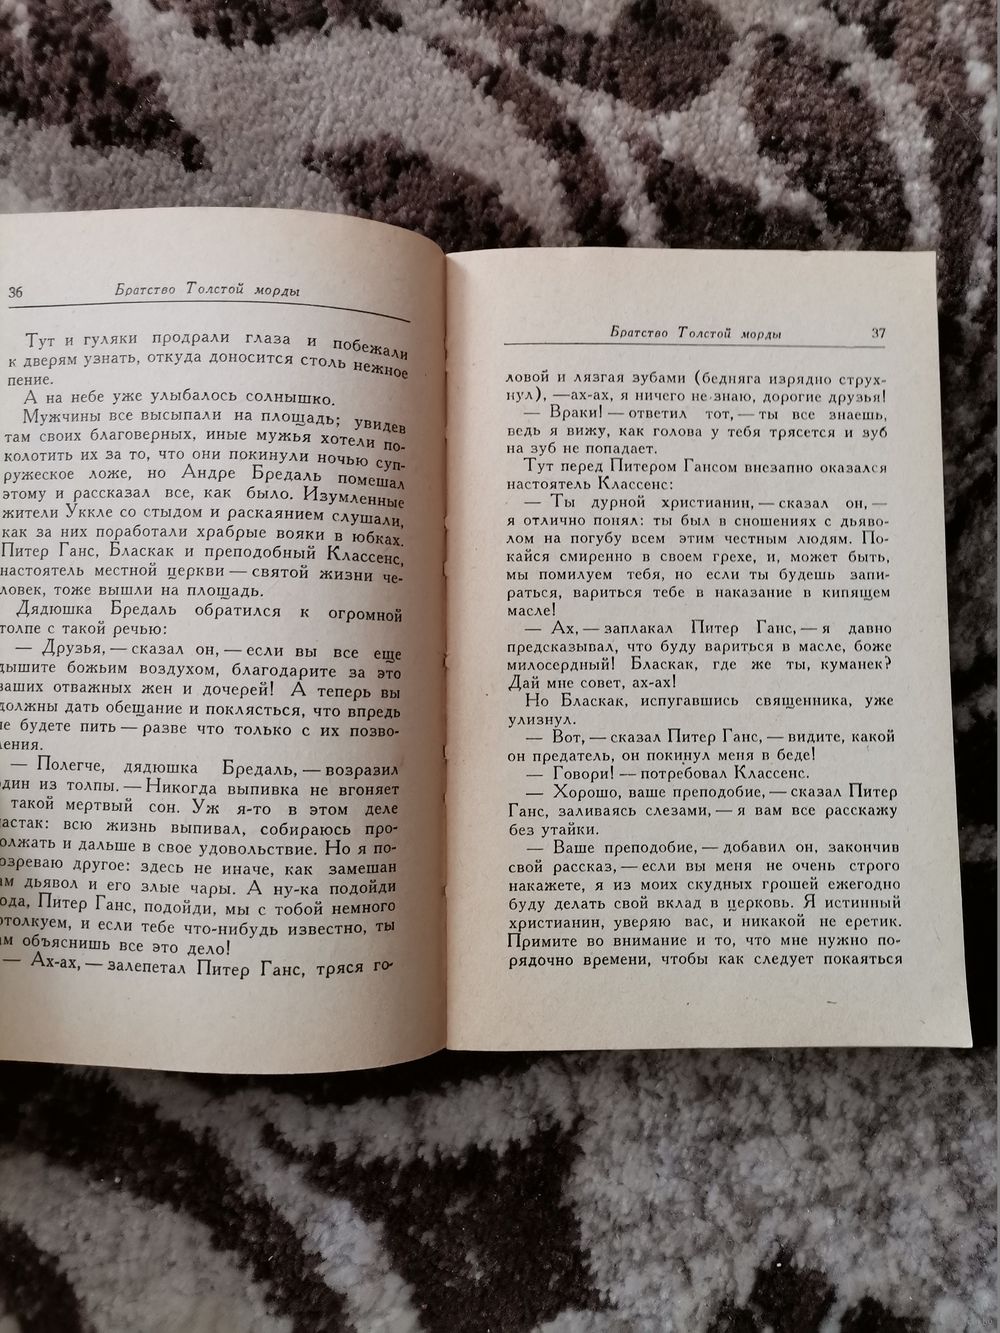 36
Братство Толстой морды
Тут и гуляки продрали глаза и побежали
к дверям узнать, откуда доносится столь нежное
пение.
А на небе уже улыбалось солнышко.
Мужчины все высыпали на площадь; увидев
там своих благоверных, иные мужья хотели по-
колотить их за то, что они покинули ночью суп-
ружеское ложе, но Андре Бредаль помешал
этому и рассказал все, как было. Изумленные
жители Уккле со стыдом и раскаянием слушали,
как за них поработали храбрые вояки в юбках.
Питер Ганс, Бласкак и преподобный Классенс,
настоятель местной церкви — святой жизни че-
ловек, тоже вышли на площадь.
Дядюшка Бредаль обратился к огромной
толпе с такой речью:
— Друзья, — сказал он, — если вы все еще
дышите божьим воздухом, благодарите за это
ваших отважных жен и дочерей! А теперь вы
должны дать обещание и поклясться, что впредь
не будете пить — разве что только с их позво-
ления.
— Полегче, дядюшка Бредаль, — возразил
один из толпы. — Никогда выпивка не вгоняет
такой мертвый сон. Уж я-то в этом деле
астак: всю жизнь выпивал, собираюсь про-
олжать и дальше в свое удовольствие. Но я по-
озреваю другое: здесь не иначе, как замешан
ам дьявол и его злые чары. А ну-ка подойди
ода, Питер Ганс, подойди, мы с тобой немного
отолкуем, и если тебе что-нибудь известно, ты
ам объяснишь все это дело!
— Ах-ах, — залепетал Питер Ганс, тряся го-
Братство Толстой морды
37
ловой и лязгая зубами (бедняга изрядно струх-
нул), —ах-ах, я ничего не знаю, дорогие друзья!
— Враки! — ответил тот, — ты все знаешь,
ведь я вижу, как голова у тебя трясется и зуб
на зуб не попадает.
Тут перед Питером Гансом внезапно оказался
настоятель Классенс:
— Ты дурной христианин, — сказал он, —
я отлично понял: ты был в сношениях с дьяво-
лом на погубу всем этим честным людям. По-
кайся смиренно в своем грехе, и, может быть,
мы помилуем тебя, но если ты будешь запи-
раться, вариться тебе в наказание в кипящем
масле!
— Ах, — заплакал Питер Ганс, — я давно
предсказывал, что буду вариться в масле, боже
милосердный! Бласкак, где же ты, куманек?
Дай мне совет, ах-ах!
Но Бласкак, испугавшись священника, уже
улизнул.
— Вот, — сказал Питер Ганс, — видите, какой
он предатель, он покинул меня в беде!
— Говори! — потребовал Классенс.
— Хорошо, ваше преподобие, — сказал Питер
Ганс, заливаясь слезами, — я вам все расскажу
без утайки.
— Ваше преподобие, — добавил он, закончив
свой рассказ, — если вы меня не очень строго
накажете, я из моих скудных грошей ежегодно
буду делать свой вклад в церковь. Я истинный
христианин, уверяю вас, и никакой не еретик.
Примите во внимание и то, что мне нужно по-
рядочно времени, чтобы как следует покаяться